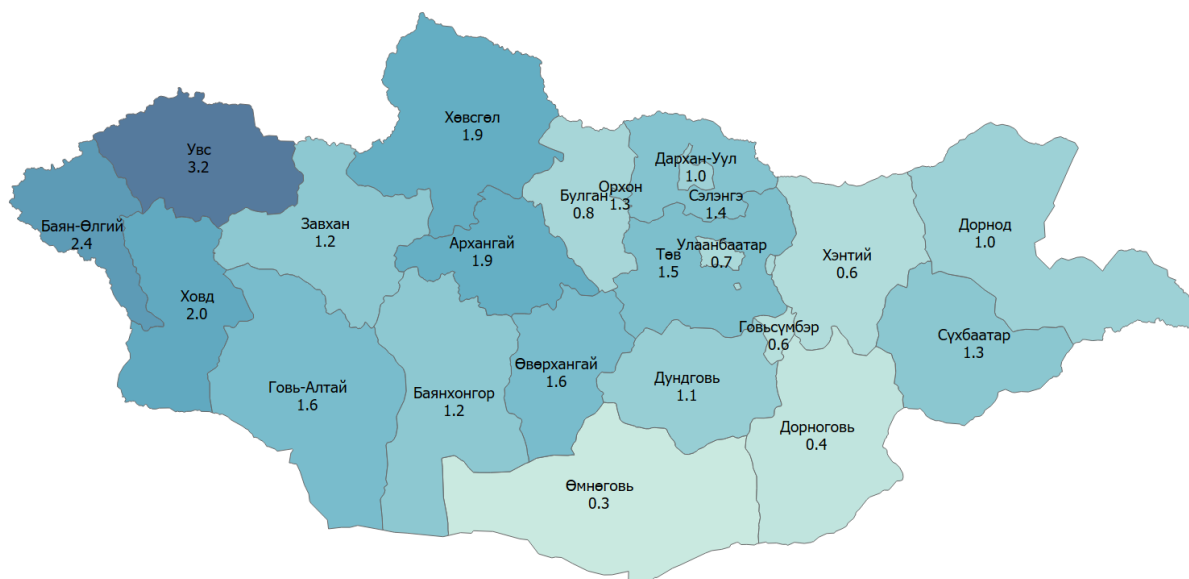 Хөвсгөл
1.9
Увс
3.2
Дархан-Уул
1.0
Орхон
1.3
Булган
0.8
Сэлэнгэ
1.4
Баян-Өлгий
2.4
Завхан
1.2
Архангай
1.9
Улаанбаатар
0.7
Төв
1.5
Хэнтий
0.6
Дорнод
1.0
Ховд
2.0
Говьсүмбэр
0.6
Сүхбаатар
1.3
Говь-Алтай
1.6
Баянхонгор
1.2
Өвөрхангай
1.6
Дундговь
1.1
Дорноговь
0.4
Өмнөговь
0.3